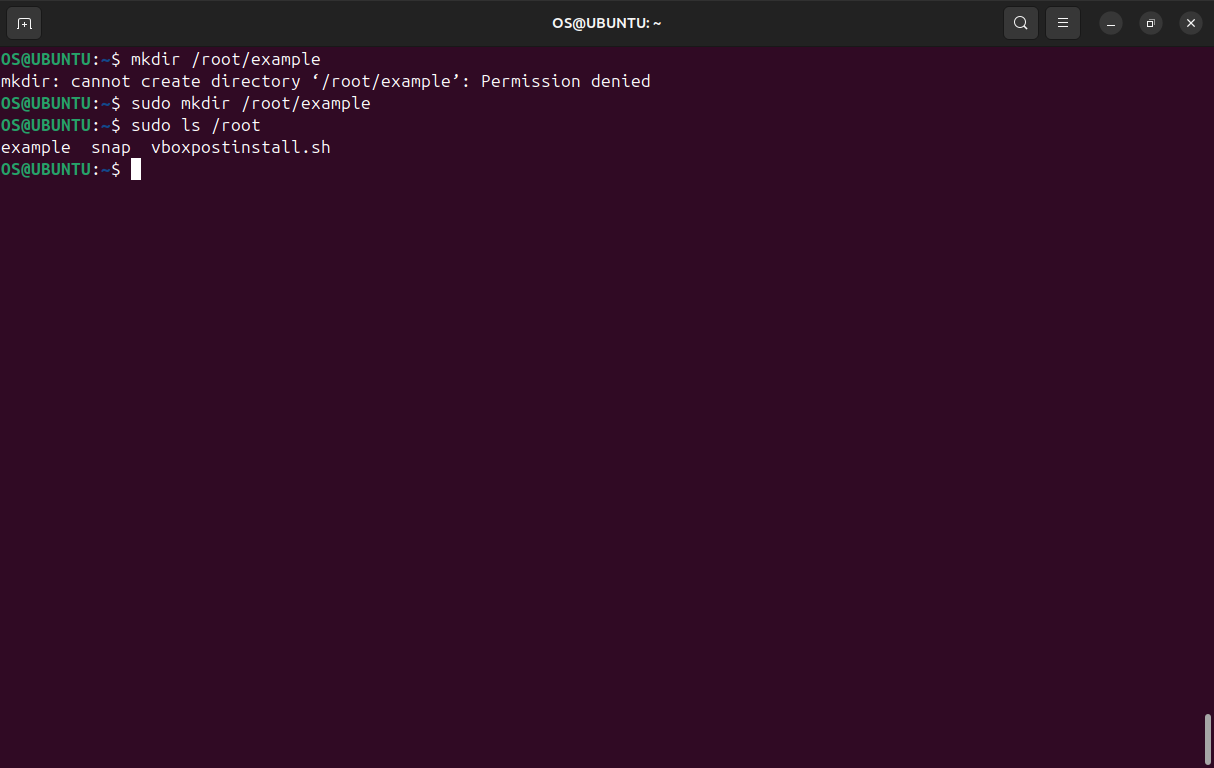 OS@UBUNTU: ~
OS@UBUNTU:~$ mkdir /root/example
mkdir: cannot create directory ‘/root/example’: Permission denied
OS@UBUNTU:~$ sudo mkdir /root/example
OS@UBUNTU:~$ sudo ls /root
example  snap  vboxpostinstall.sh
OS@UBUNTU:~$